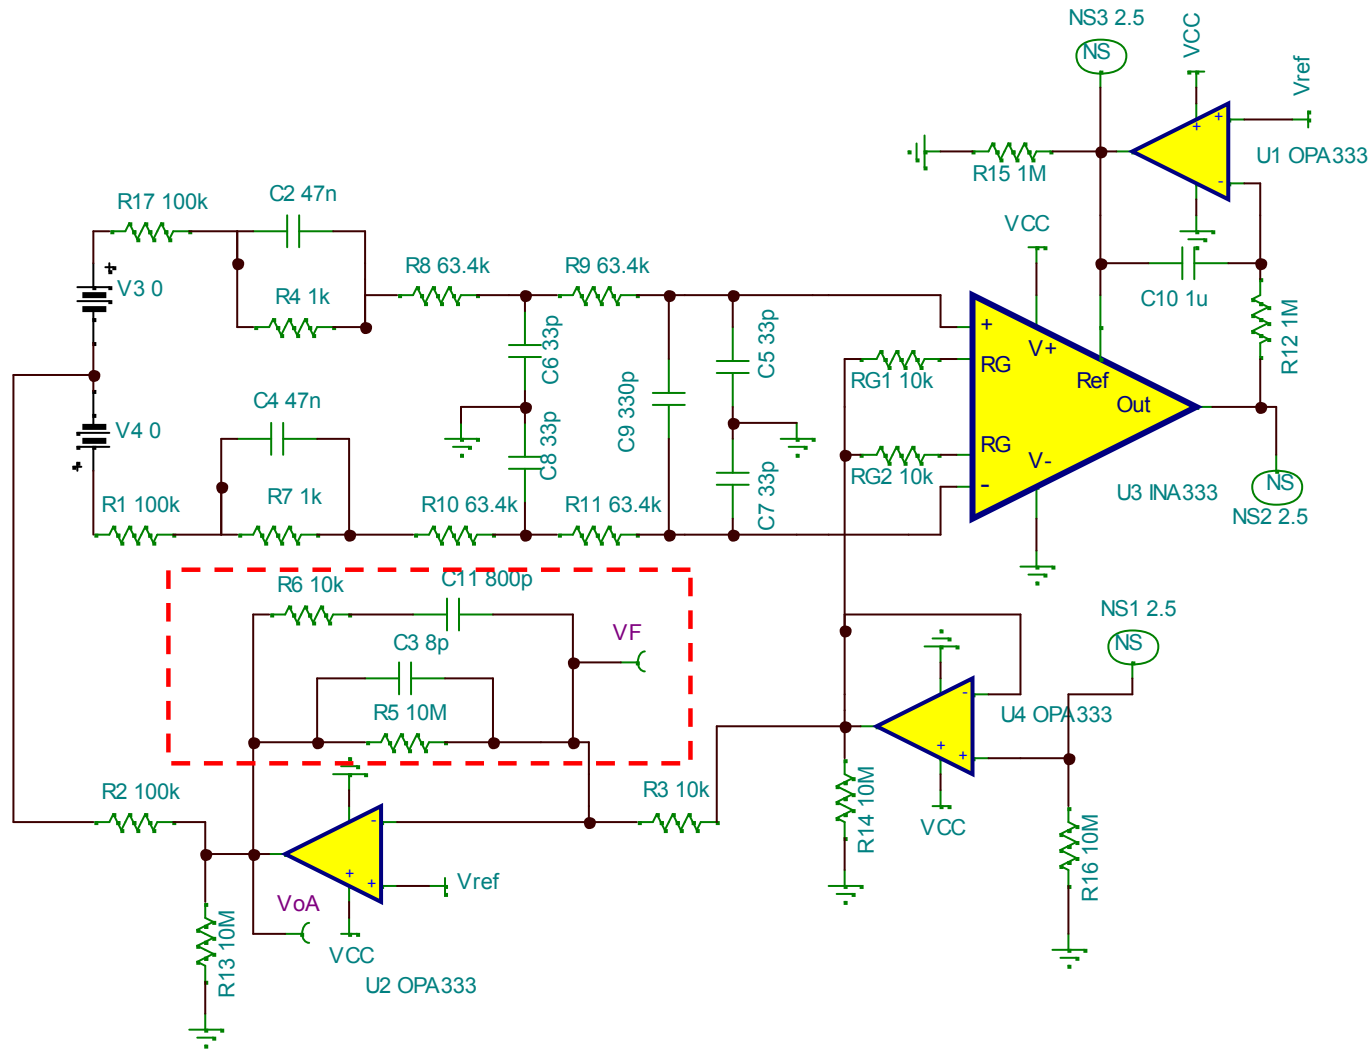 NS3 2.5
NS
VCC
Vref
+
+
-
U1 OPA333
R15 1M
C2 47n
R17 100k
VCC
+
V3 0
R8 63.4k
R9 63.4k
R4 1k
C10 1u
C6 33p
C5 33p
R12 1M
+
V+
RG
RG1 10k
Ref
Out
C9 330p
C4 47n
V4 0
+
C8 33p
RG
V-
RG2 10k
-
C7 33p
U3 INA333
NS
NS2 2.5
R1 100k
R7 1k
R10 63.4k
R11 63.4k
R6 10k
C11 800p
NS1 2.5
NS
VF
C3 8p
R5 10M
-
U4 OPA333
+
+
R2 100k
R3 10k
R14 10M
VCC
R16 10M
-
+
+
Vref
VoA
VCC
R13 10M
U2 OPA333